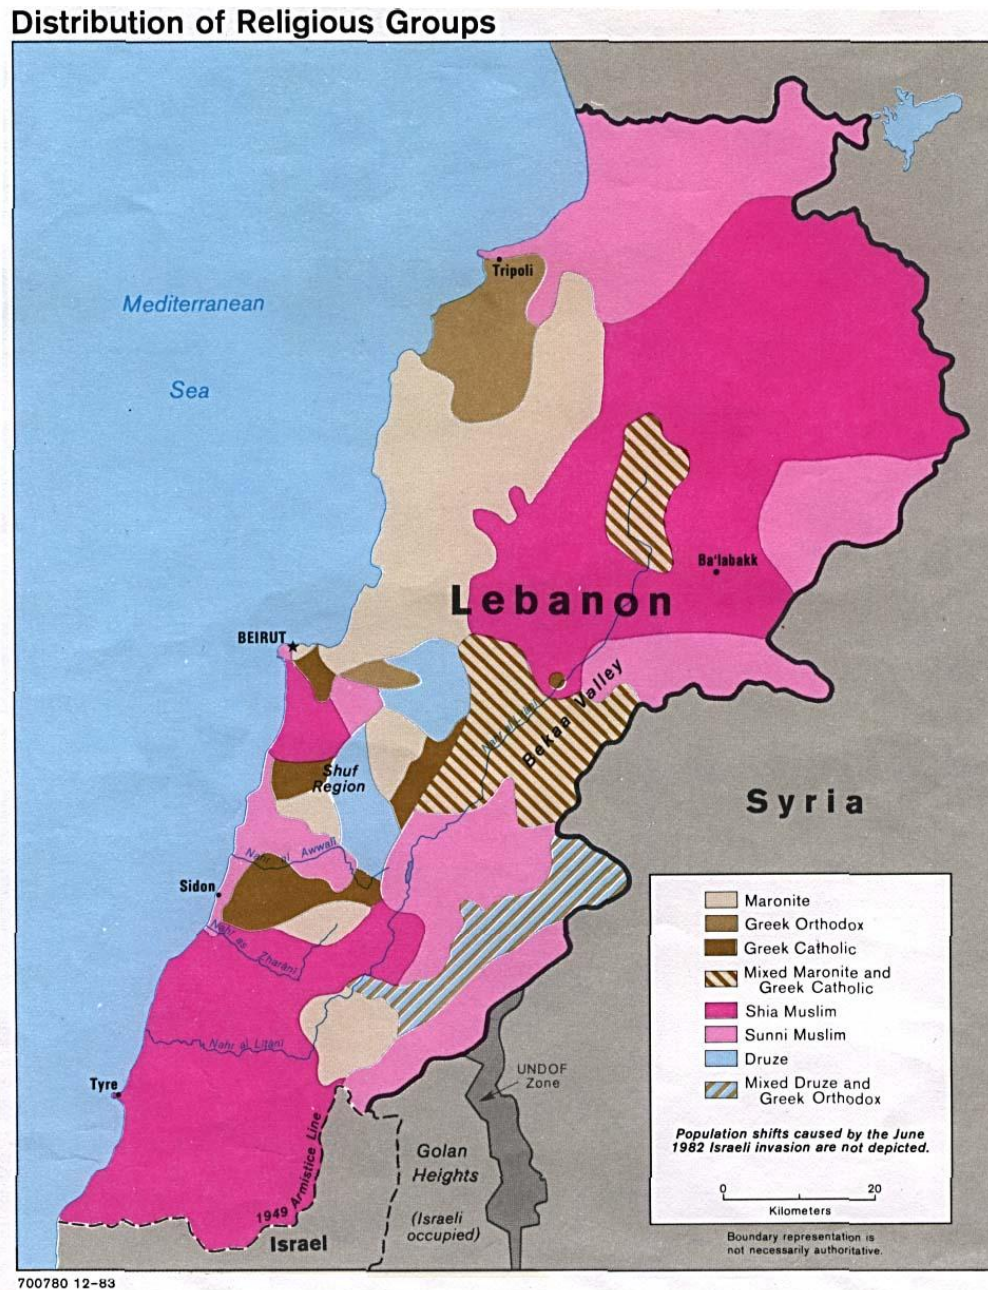 Distribution of Religious Groups
Tripoli
Mediterranean
Sea
Ba'labakk
Lebanon
BEIRUT
Bekaa Valley
Shuf
Region
Syria
Nahr al Awwali
Sidon
Nahr as Zahrānī
Nahr al Līţānī
Tyre
UNDOF
Zone
1949 Armistice Line
Golan
Heights
(Israeli
occupied)
Israel
Maronite
Greek Orthodox
Greek Catholic
Mixed Maronite and
Greek Catholic
Shia Muslim
Sunni Muslim
Druze
Mixed Druze and
Greek Orthodox
Population shifts caused by the June
1982 Israeli invasion are not depicted.
0 20
Kilometers
Boundary representation is
not necessarily authoritative.
700780 12-83